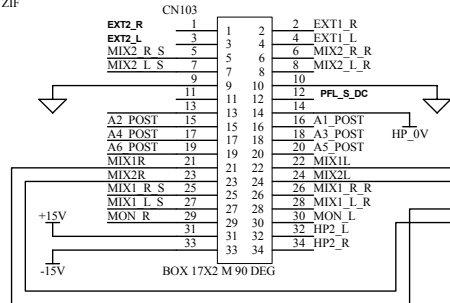 ZIF
CN103
EXT2_R 1 1 2 2 EXT1_R
EXT2_L 3 3 4 4 EXT1_L
MIX2_R_S 5 5 6 6 MIX2_R_R
MIX2_L_S 7 7 8 8 MIX2_L_R
9 9 10 10
11 11 12 12 PFL_S_DC
13 13 14 14
A2_POST 15 15 16 16 A1_POST
HP_0V
A4_POST 17 17 18 18 A3_POST
A6_POST 19 19 20 20 A5_POST
MIX1R 21 21 22 22 MIX1L
MIX2R 23 23 24 24 MIX2L
MIX1_R_S 25 25 26 26 MIX1_R_R
MIX1_L_S 27 27 28 28 MIX1_L_R
+15V
MON_R 29 29 30 30 MON_L
31 31 32 32 HP2_L
33 33 34 34 HP2_R
-15V
BOX 17X2 M 90 DEG